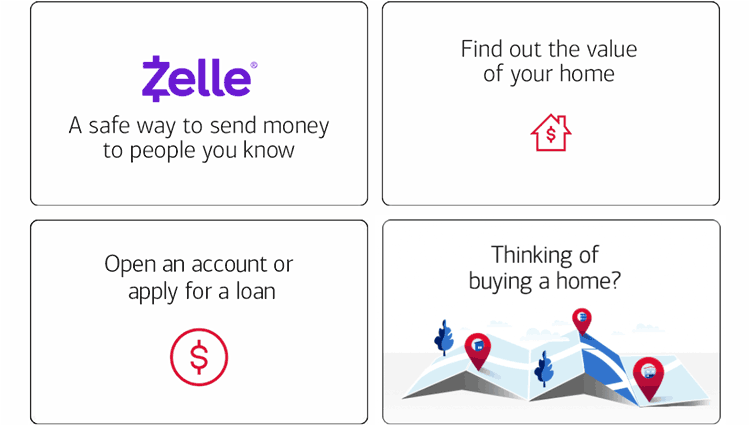 Zelle®
A safe way to send money
to people you know
Find out the value
of your home
$
Open an account or
apply for a loan
$
Thinking of
buying a home?